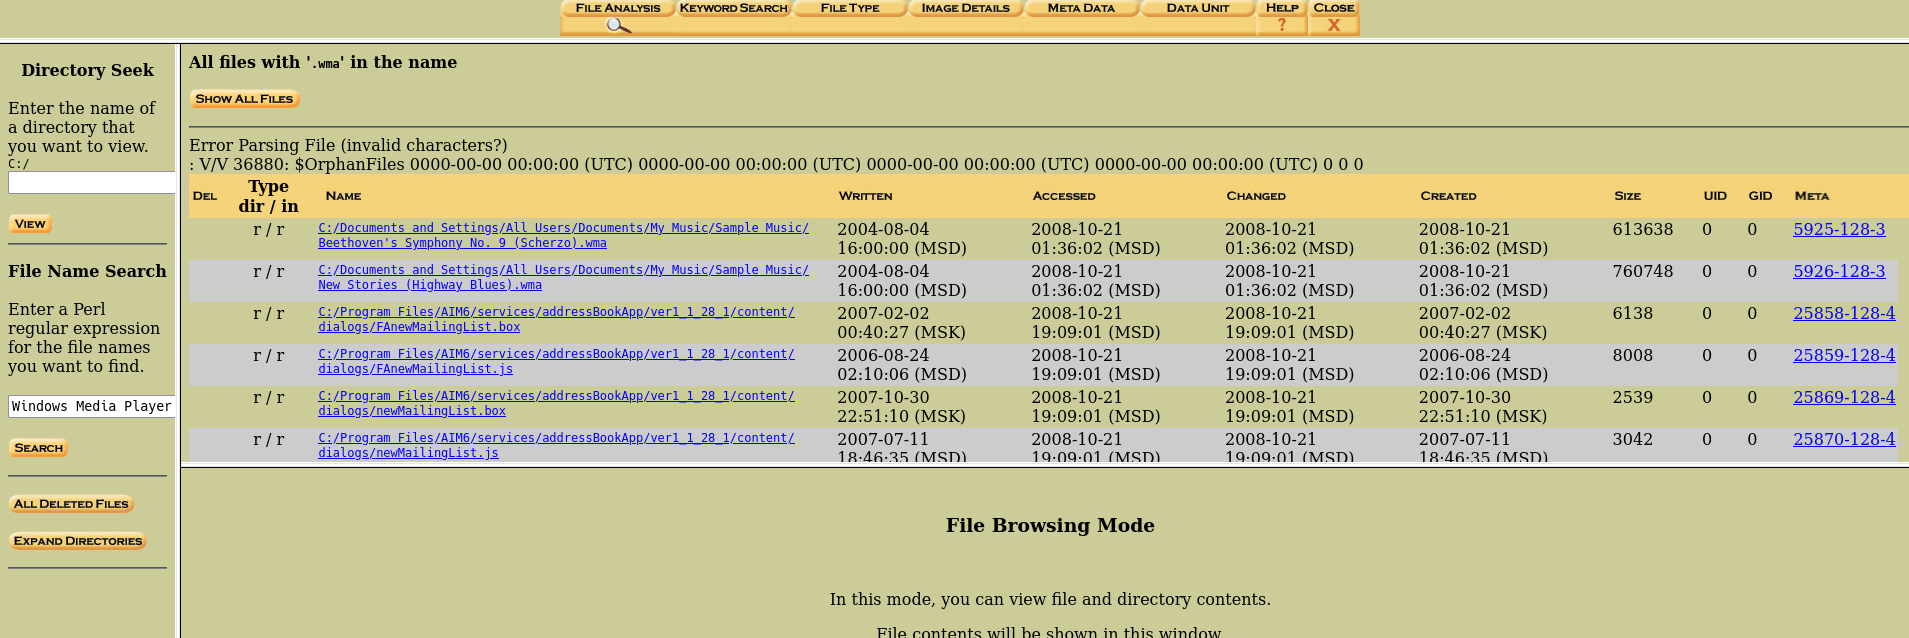 FILE ANALYSIS KEYWORD SEARCH FILE TYPE IMAGE DETAILS META DATA DATA UNIT HELP CLOSE
? X
Directory Seek
Enter the name of
a directory that
you want to view.
C:/
VIEW
File Name Search
Enter a Perl
regular expression
for the file names
you want to find.
Windows Media Player
SEARCH
ALL DELETED FILES
EXPAND DIRECTORIES
All files with '.wma' in the name
SHOW ALL FILES
Error Parsing File (invalid characters?)
: V/V 36880: $OrphanFiles 0000-00-00 00:00:00 (UTC) 0000-00-00 00:00:00 (UTC) 0000-00-00 00:00:00 (UTC) 0000-00-00 00:00:00 (UTC) 0 0 0
DEL Type NAME WRITTEN ACCESSED CHANGED CREATED SIZE UID GID META
dir / in
r / r C:/Documents and Settings/All Users/Documents/My Music/Sample Music/ 2004-08-04 2008-10-21 2008-10-21 2008-10-21 613638 0 0 5925-128-3
Beethoven's Symphony No. 9 (Scherzo).wma 16:00:00 (MSD) 01:36:02 (MSD) 01:36:02 (MSD) 01:36:02 (MSD)
r / r C:/Documents and Settings/All Users/Documents/My Music/Sample Music/ 2004-08-04 2008-10-21 2008-10-21 2008-10-21 760748 0 0 5926-128-3
New Stories (Highway Blues).wma 16:00:00 (MSD) 01:36:02 (MSD) 01:36:02 (MSD) 01:36:02 (MSD)
r / r C:/Program Files/AIM6/services/addressBookApp/ver1_1_28_1/content/ 2007-02-02 2008-10-21 2008-10-21 2007-02-02 6138 0 0 25858-128-4
dialogs/FAnewMailingList.box 00:40:27 (MSK) 19:09:01 (MSD) 19:09:01 (MSD) 00:40:27 (MSK)
r / r C:/Program Files/AIM6/services/addressBookApp/ver1_1_28_1/content/ 2006-08-24 2008-10-21 2008-10-21 2006-08-24 8008 0 0 25859-128-4
dialogs/FAnewMailingList.js 02:10:06 (MSD) 19:09:01 (MSD) 19:09:01 (MSD) 02:10:06 (MSD)
r / r C:/Program Files/AIM6/services/addressBookApp/ver1_1_28_1/content/ 2007-10-30 2008-10-21 2008-10-21 2007-10-30 2539 0 0 25869-128-4
dialogs/newMailingList.box 22:51:10 (MSK) 19:09:01 (MSD) 19:09:01 (MSD) 22:51:10 (MSK)
r / r C:/Program Files/AIM6/services/addressBookApp/ver1_1_28_1/content/ 2007-07-11 2008-10-21 2008-10-21 2007-07-11 3042 0 0 25870-128-4
dialogs/newMailingList.js 18:46:35 (MSD) 19:09:01 (MSD) 19:09:01 (MSD) 18:46:35 (MSD)
File Browsing Mode
In this mode, you can view file and directory contents.
File contents will be shown in this window